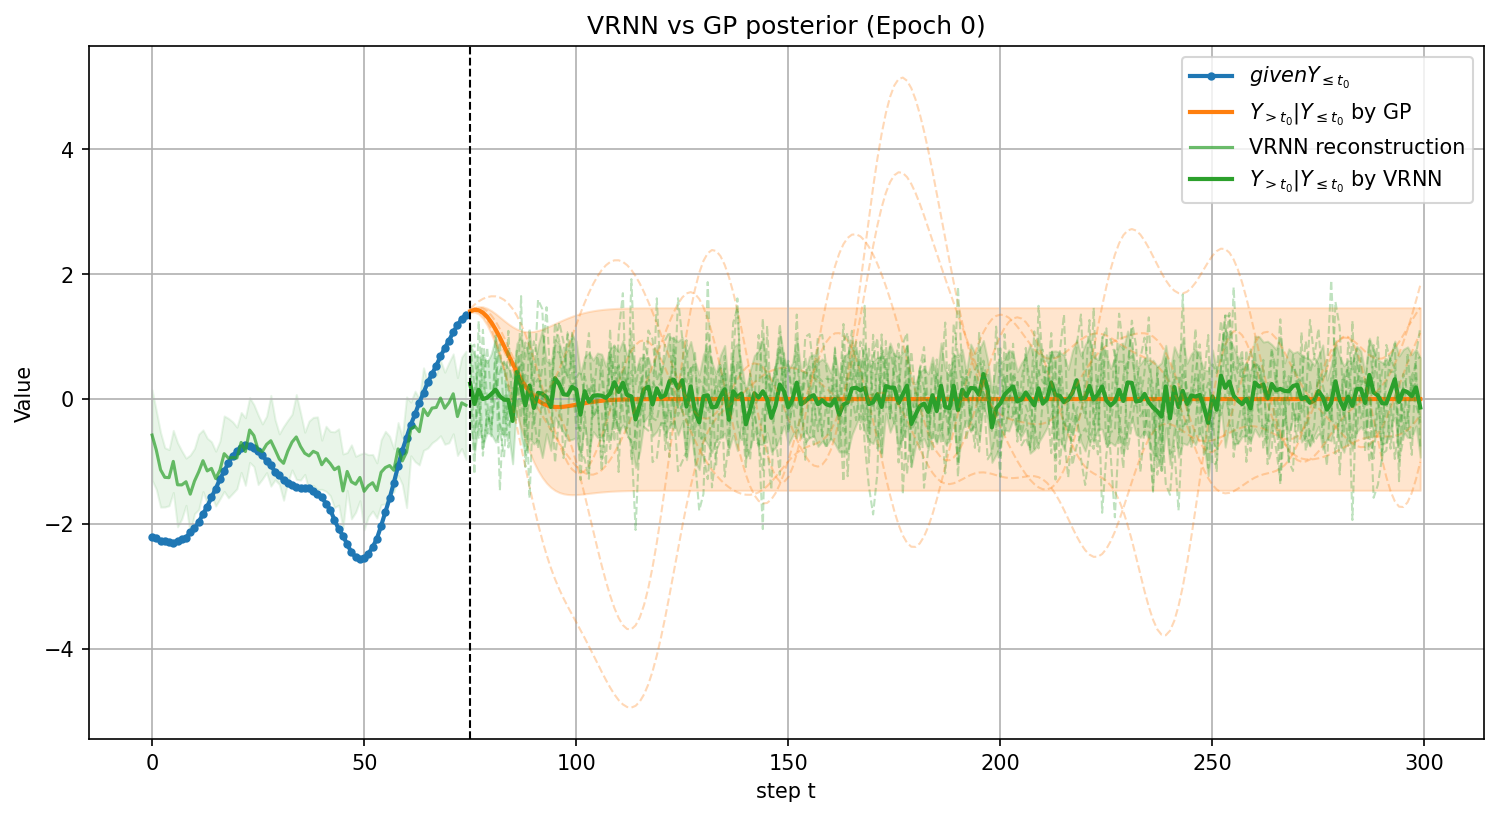 VRNN vs GP posterior (Epoch 0)
givenY≤t₀
Y>t₀|Y≤t₀ by GP
VRNN reconstruction
Y>t₀|Y≤t₀ by VRNN
Value
4
2
0
−2
−4
0 50 100 150 200 250 300
step t